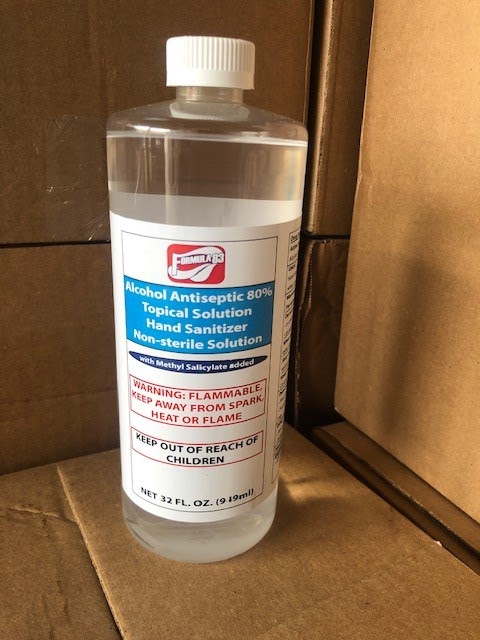 FORMULA 83
Alcohol Antiseptic 80%
Topical Solution
Hand Sanitizer
Non-sterile Solution
with Methyl Salicylate added
WARNING: FLAMMABLE,
KEEP AWAY FROM SPARK,
HEAT OR FLAME
KEEP OUT OF REACH OF
CHILDREN
NET 32 FL. OZ. (949ml)